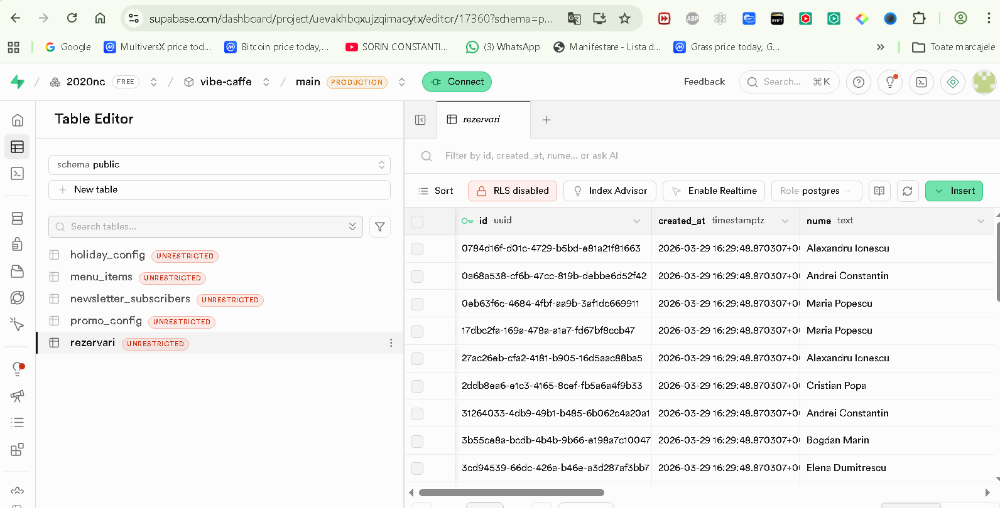 supabase.com/dashboard/project/uevakhbqxujzqimaoytx/editor/17360?schema=p...
Google
MultiversX price tod...
Bitcoin price today,...
SORIN CONSTANTI...
(3) WhatsApp
Manifestare - Lista d...
Grass price today, G...
Toate marcajele
2020nc FREE
vibe-caffe
main PRODUCTION
Connect
Feedback
Search... ⌘K
Table Editor
rezervari
schema public
New table
Search tables...
holiday_config UNRESTRICTED
menu_items UNRESTRICTED
newsletter_subscribers UNRESTRICTED
promo_config UNRESTRICTED
rezervari UNRESTRICTED
Filter by id, created_at, nume... or ask AI
Sort
RLS disabled
Index Advisor
Enable Realtime
Role postgres
Insert
id uuid created_at timestamptz nume text
0784d16f-d01c-4729-b5bd-e81a21f81663 2026-03-29 16:29:48.870307+0 Alexandru Ionescu
0a68a538-cf6b-47cc-819b-debbe6d52f42 2026-03-29 16:29:48.870307+0 Andrei Constantin
0eb63f6c-4684-4fbf-aa9b-3af1dc669911 2026-03-29 16:29:48.870307+0 Maria Popescu
17dbc2fa-169a-478a-a1a7-fd67bf8ccb47 2026-03-29 16:29:48.870307+0 Maria Popescu
27ac26eb-cfa2-4181-b905-16d5aac88ba5 2026-03-29 16:29:48.870307+0 Alexandru Ionescu
2ddb8ea6-e1c3-4165-8cef-fb5a6a4f9b33 2026-03-29 16:29:48.870307+0 Cristian Popa
31264033-4db9-49b1-b485-6b062c4a20a1 2026-03-29 16:29:48.870307+0 Andrei Constantin
3b55ce8a-bcdb-4b4b-9b66-e198a7c10047 2026-03-29 16:29:48.870307+0 Bogdan Marin
3cd94539-66dc-426a-b46e-a3d287af3bb7 2026-03-29 16:29:48.870307+0 Elena Dumitrescu